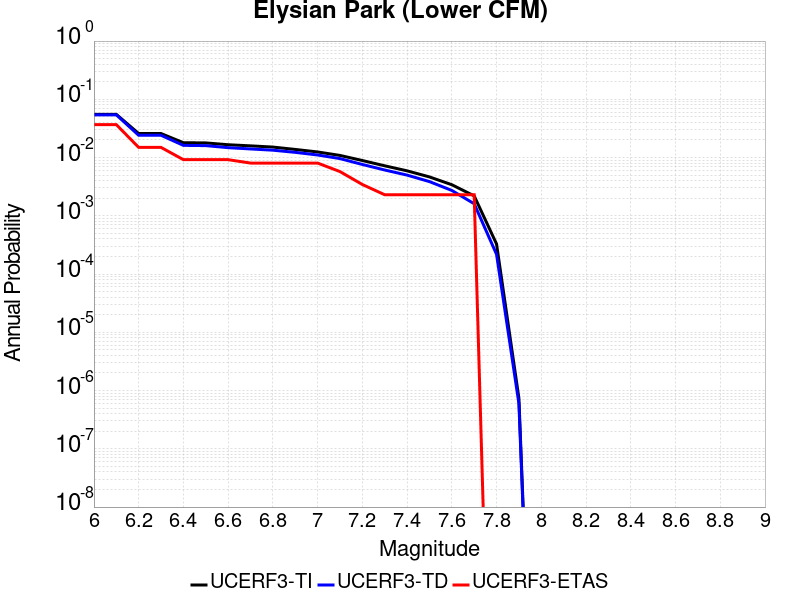 Elysian Park (Lower CFM)
10^0
10^-1
10^-2
10^-3
10^-4
10^-5
10^-6
10^-7
10^-8
Annual Probability
6 6.2 6.4 6.6 6.8 7 7.2 7.4 7.6 7.8 8 8.2 8.4 8.6 8.8 9
Magnitude
UCERF3-TI UCERF3-TD UCERF3-ETAS